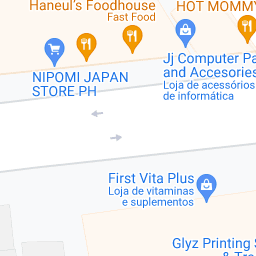 Haneul's Foodhouse
Fast Food
HOT MOMMY
NIPOMI JAPAN
STORE PH
Jj Computer Pa
and Accesories
Loja de acessórios
de informática
First Vita Plus
Loja de vitaminas
e suplementos
Glyz Printing S
& Tra